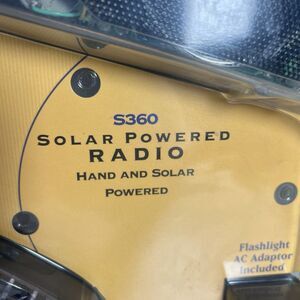 S360
SOLAR POWERED
RADIO
HAND AND SOLAR
POWERED
Flashlight
AC Adaptor
Included